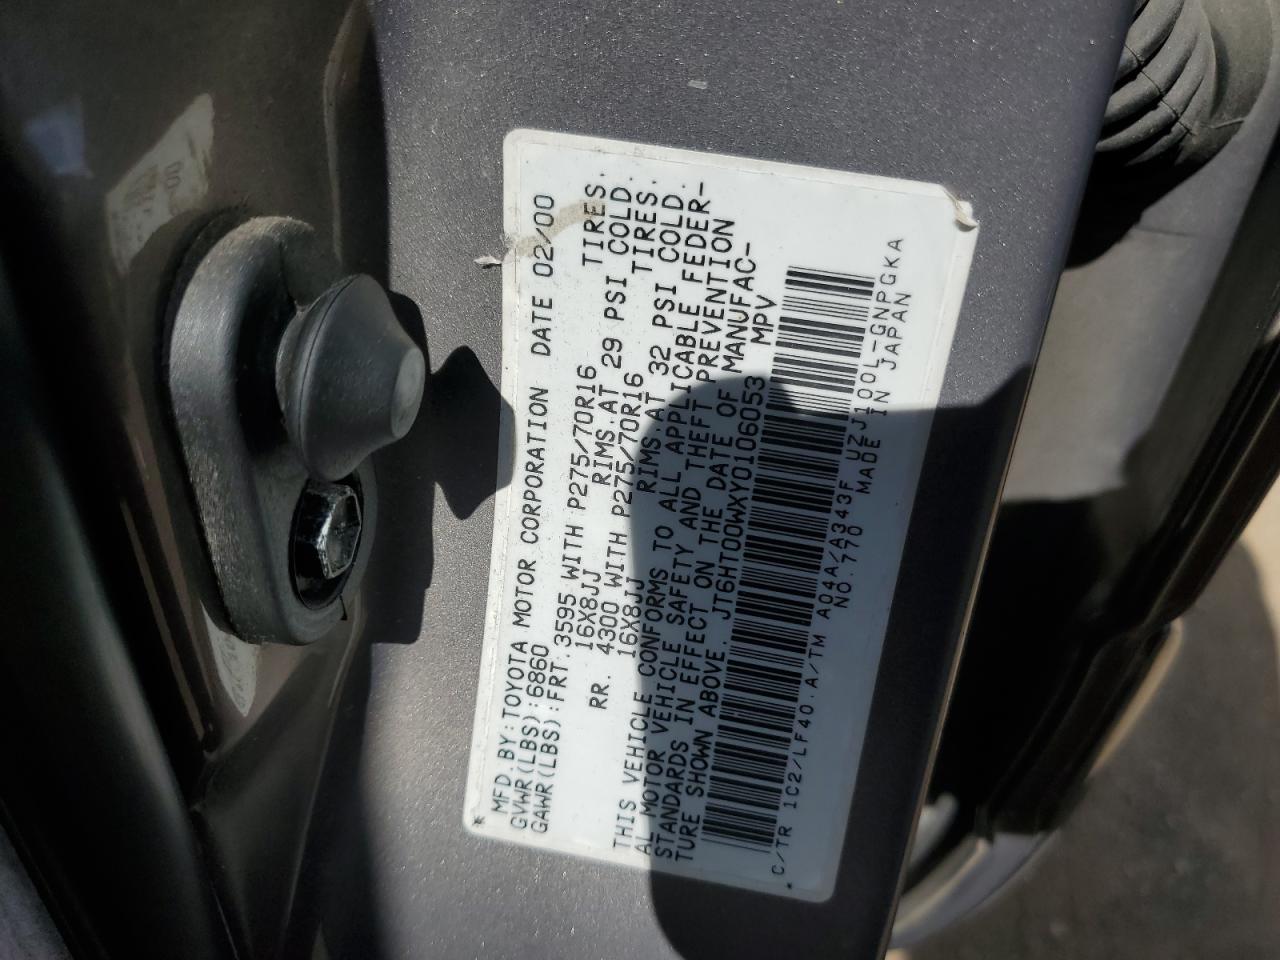 * MFD.BY:TOYOTA MOTOR CORPORATION DATE 02/00
GVWR(LBS):6860
GAWR(LBS):FRT.3595 WITH P275/70R16 TIRES.
16X8JJ RIMS.AT 29 PSI COLD.
RR. 4300 WITH P275/70R16 TIRES.
16X8JJ RIMS.AT 32 PSI COLD.
THIS VEHICLE CONFORMS TO ALL APPLICABLE FEDER-
AL MOTOR VEHICLE SAFETY AND THEFT PREVENTION
STANDARDS IN EFFECT ON THE DATE OF MANUFAC-
TURE SHOWN ABOVE. JT6HT00WXY0106053 MPV
C/TR 1C2/LF40.A/TM A04A/A343F UZJ100L-GNPGKA
* NO.770 MADE IN JAPAN